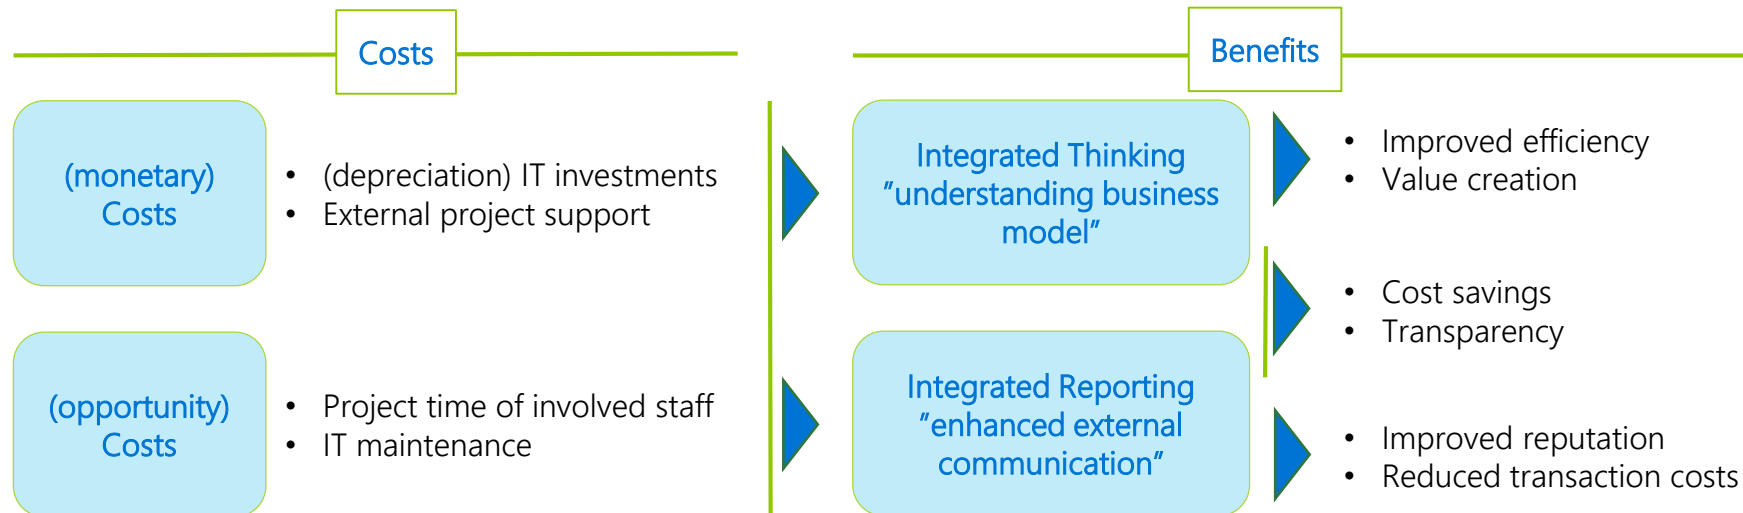 Costs
Benefits
(monetary)
Costs
• (depreciation) IT investments
• External project support
Integrated Thinking
"understanding business
model"
• Improved efficiency
• Value creation
• Cost savings
• Transparency
(opportunity)
Costs
• Project time of involved staff
• IT maintenance
Integrated Reporting
"enhanced external
communication"
• Improved reputation
• Reduced transaction costs